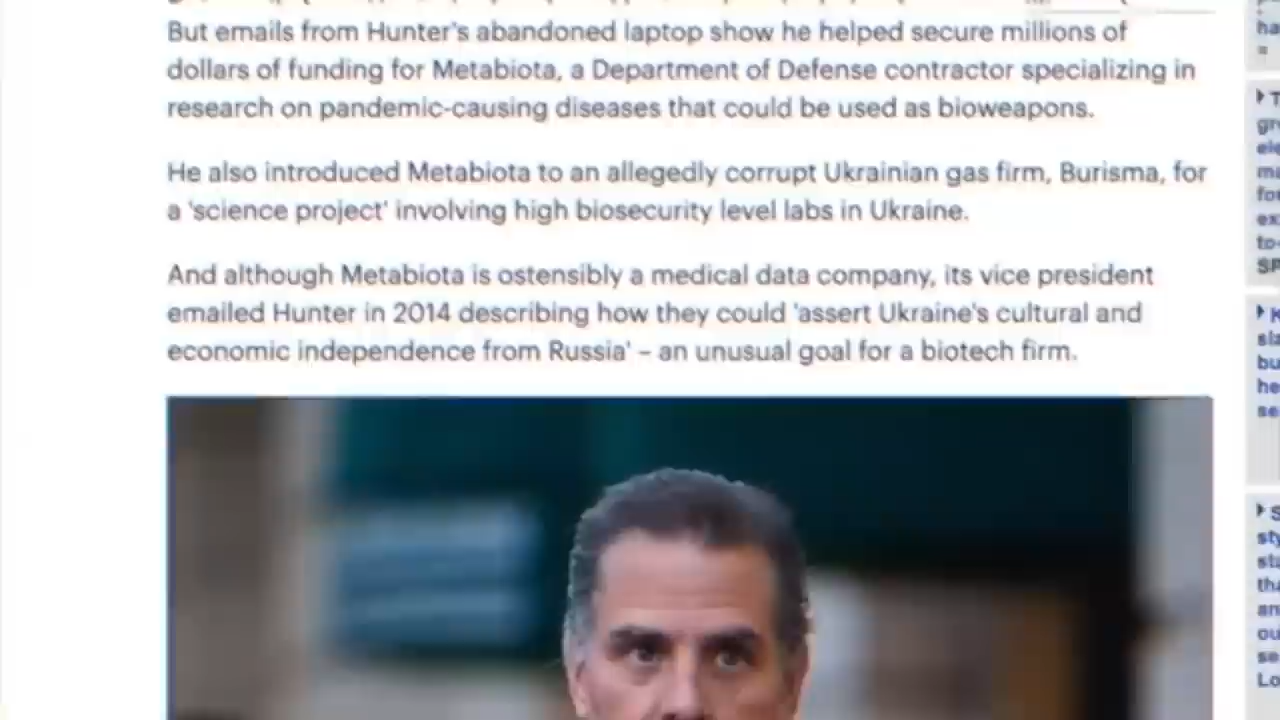 But emails from Hunter's abandoned laptop show he helped secure millions of
dollars of funding for Metabiota, a Department of Defense contractor specializing in
research on pandemic-causing diseases that could be used as bioweapons.
He also introduced Metabiota to an allegedly corrupt Ukrainian gas firm, Burisma, for
a 'science project' involving high biosecurity level labs in Ukraine.
And although Metabiota is ostensibly a medical data company, its vice president
emailed Hunter in 2014 describing how they could 'assert Ukraine's cultural and
economic independence from Russia' – an unusual goal for a biotech firm.